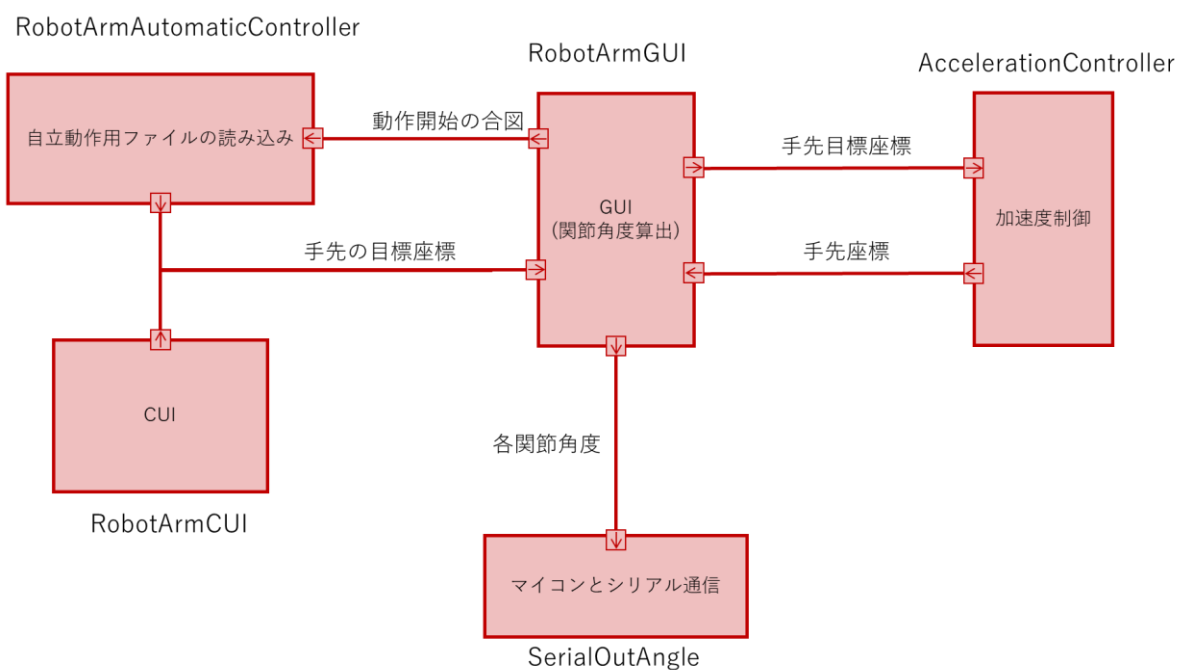 RobotArmAutomaticController
RobotArmGUI
AccelerationController
動作開始の合図
自立動作用ファイルの読み込み
手先目標座標
GUI
(関節角度算出)
加速度制御
手先の目標座標
手先座標
CUI
各関節角度
RobotArmCUI
マイコンとシリアル通信
SerialOutAngle